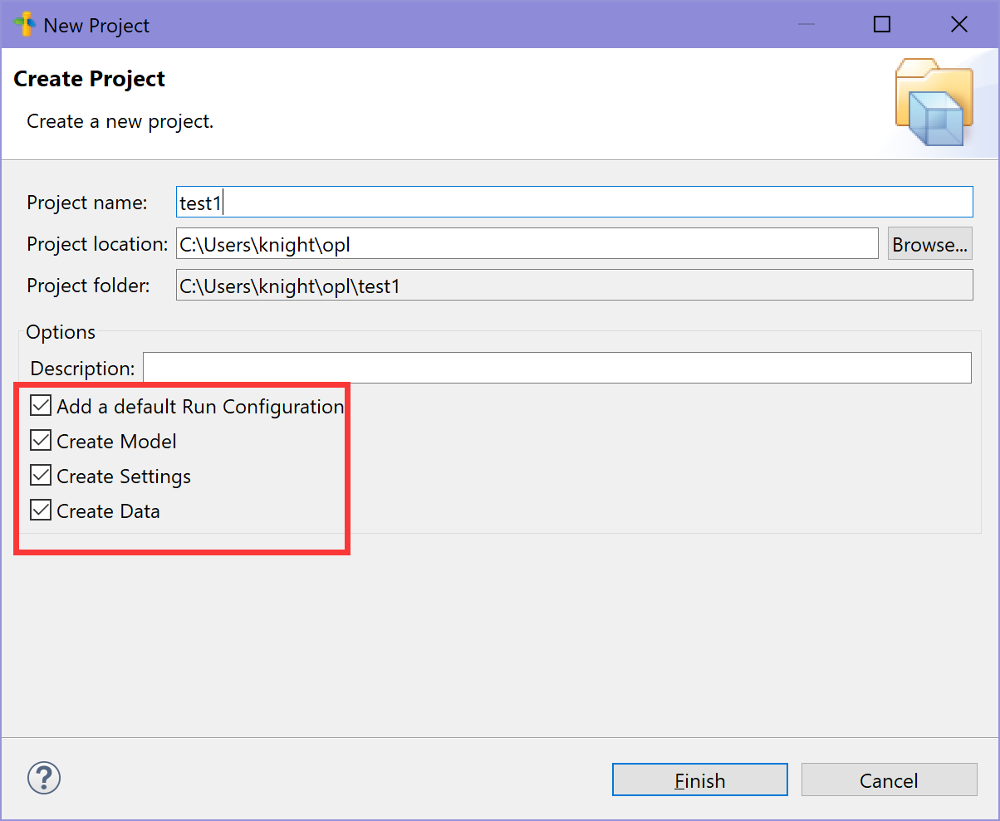 New Project
Create Project
Create a new project.
Project name: test1
Project location: C:\Users\knight\opl Browse...
Project folder: C:\Users\knight\opl\test1
Options
Description:
Add a default Run Configuration
Create Model
Create Settings
Create Data
? Finish Cancel